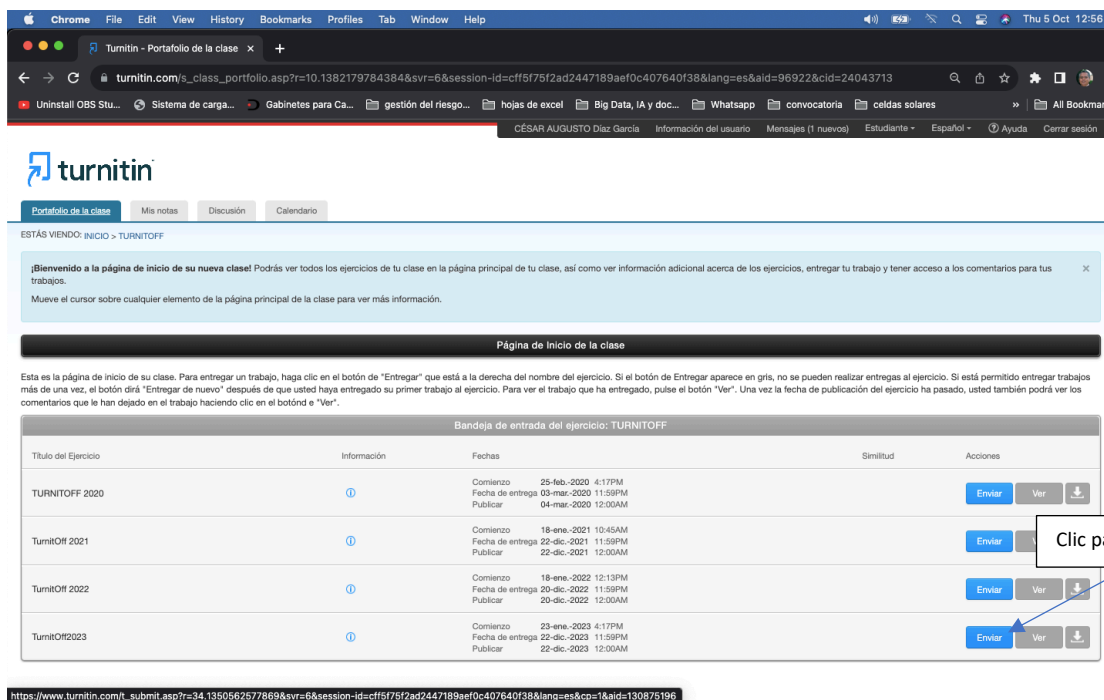 Chrome File Edit View History Bookmarks Profiles Tab Window Help Thu 5 Oct 12:56
Turnitin - Portafolio de la clase
turnitin.com/s_class_portfolio.asp?r=10.1382179784384&svr=6&session-id=cff5f75f2ad2447189aef0c407640f38&lang=es&aid=96922&cid=24043713
Uninstall OBS Stu... Sistema de carga... Gabinetes para Ca... gestión del riesgo... hojas de excel Big Data, IA y doc... Whatsapp convocatoria celdas solares » All Bookmar
CÉSAR AUGUSTO Díaz García Información del usuario Mensajes (1 nuevos) Estudiante Español Ayuda Cerrar sesión
turnitin
Portafolio de la clase Mis notas Discusión Calendario
ESTÁS VIENDO: INICIO > TURNITOFF
¡Bienvenido a la página de inicio de su nueva clase! Podrás ver todos los ejercicios de tu clase en la página principal de tu clase, así como ver información adicional acerca de los ejercicios, entregar tu trabajo y tener acceso a los comentarios para tus
trabajos.
Mueve el cursor sobre cualquier elemento de la página principal de la clase para ver más información.
Página de Inicio de la clase
Esta es la página de inicio de su clase. Para entregar un trabajo, haga clic en el botón de "Entregar" que está a la derecha del nombre del ejercicio. Si el botón de Entregar aparece en gris, no se pueden realizar entregas al ejercicio. Si está permitido entregar trabajos
más de una vez, el botón dirá "Entregar de nuevo" después de que usted haya entregado su primer trabajo al ejercicio. Para ver el trabajo que ha entregado, pulse el botón "Ver". Una vez la fecha de publicación del ejercicio ha pasado, usted también podrá ver los
comentarios que le han dejado en el trabajo haciendo clic en el botónd e "Ver".
Bandeja de entrada del ejercicio: TURNITOFF
Título del Ejercicio Información Fechas Similitud Acciones
Comienzo 25-feb.-2020 4:17PM
TURNITOFF 2020 Fecha de entrega 03-mar.-2020 11:59PM Enviar Ver
Publicar 04-mar.-2020 12:00AM
Comienzo 18-ene.-2021 10:45AM
TurnitOff 2021 Fecha de entrega 22-dic.-2021 11:59PM Enviar
Publicar 22-dic.-2021 12:00AM
Clic pa
Comienzo 18-ene.-2022 12:13PM
TurnitOff 2022 Fecha de entrega 20-dic.-2022 11:59PM Enviar Ver
Publicar 20-dic.-2022 12:00AM
Comienzo 23-ene.-2023 4:17PM
TurnitOff2023 Fecha de entrega 22-dic.-2023 11:59PM Enviar Ver
Publicar 22-dic.-2023 12:00AM
https://www.turnitin.com/t_submit.asp?r=34.1350562577869&svr=6&session-id=cff5f75f2ad2447189aef0c407640f38&lang=es&cp=1&aid=130875196